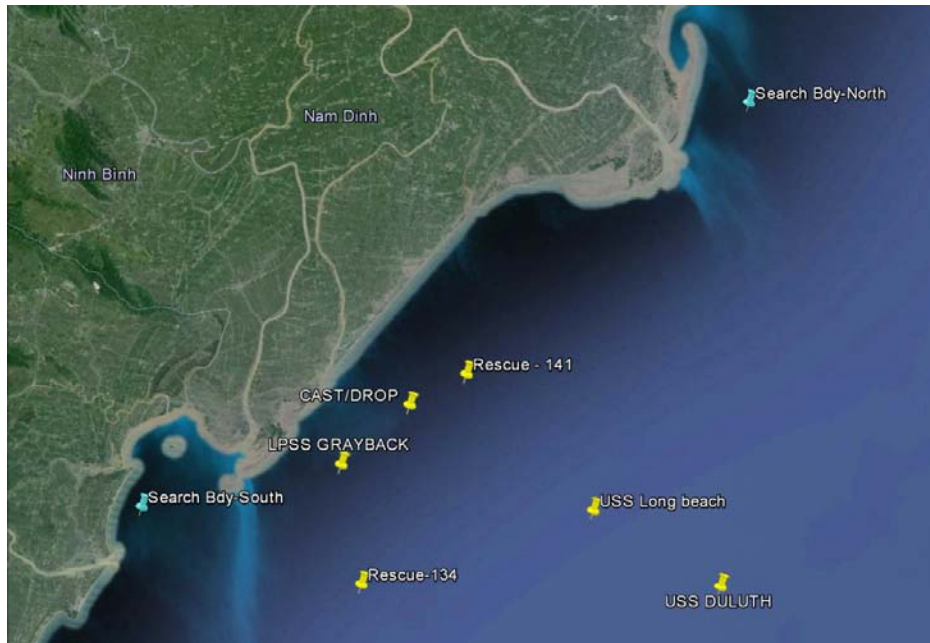 Search Bdy-North
Nam Dinh
Ninh Bình
Rescue - 141
CAST/DROP
LPSS GRAYBACK
Search Bdy-South
USS Long beach
Rescue-134
USS DULUTH